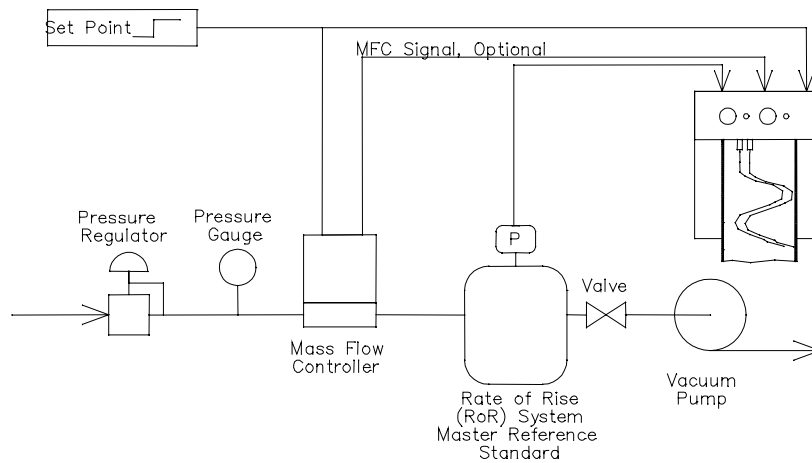 Set Point
MFC Signal, Optional
Pressure
Regulator
Pressure
Gauge
P
Valve
Mass Flow
Controller
Rate of Rise
(RoR) System
Master Reference
Standard
Vacuum
Pump